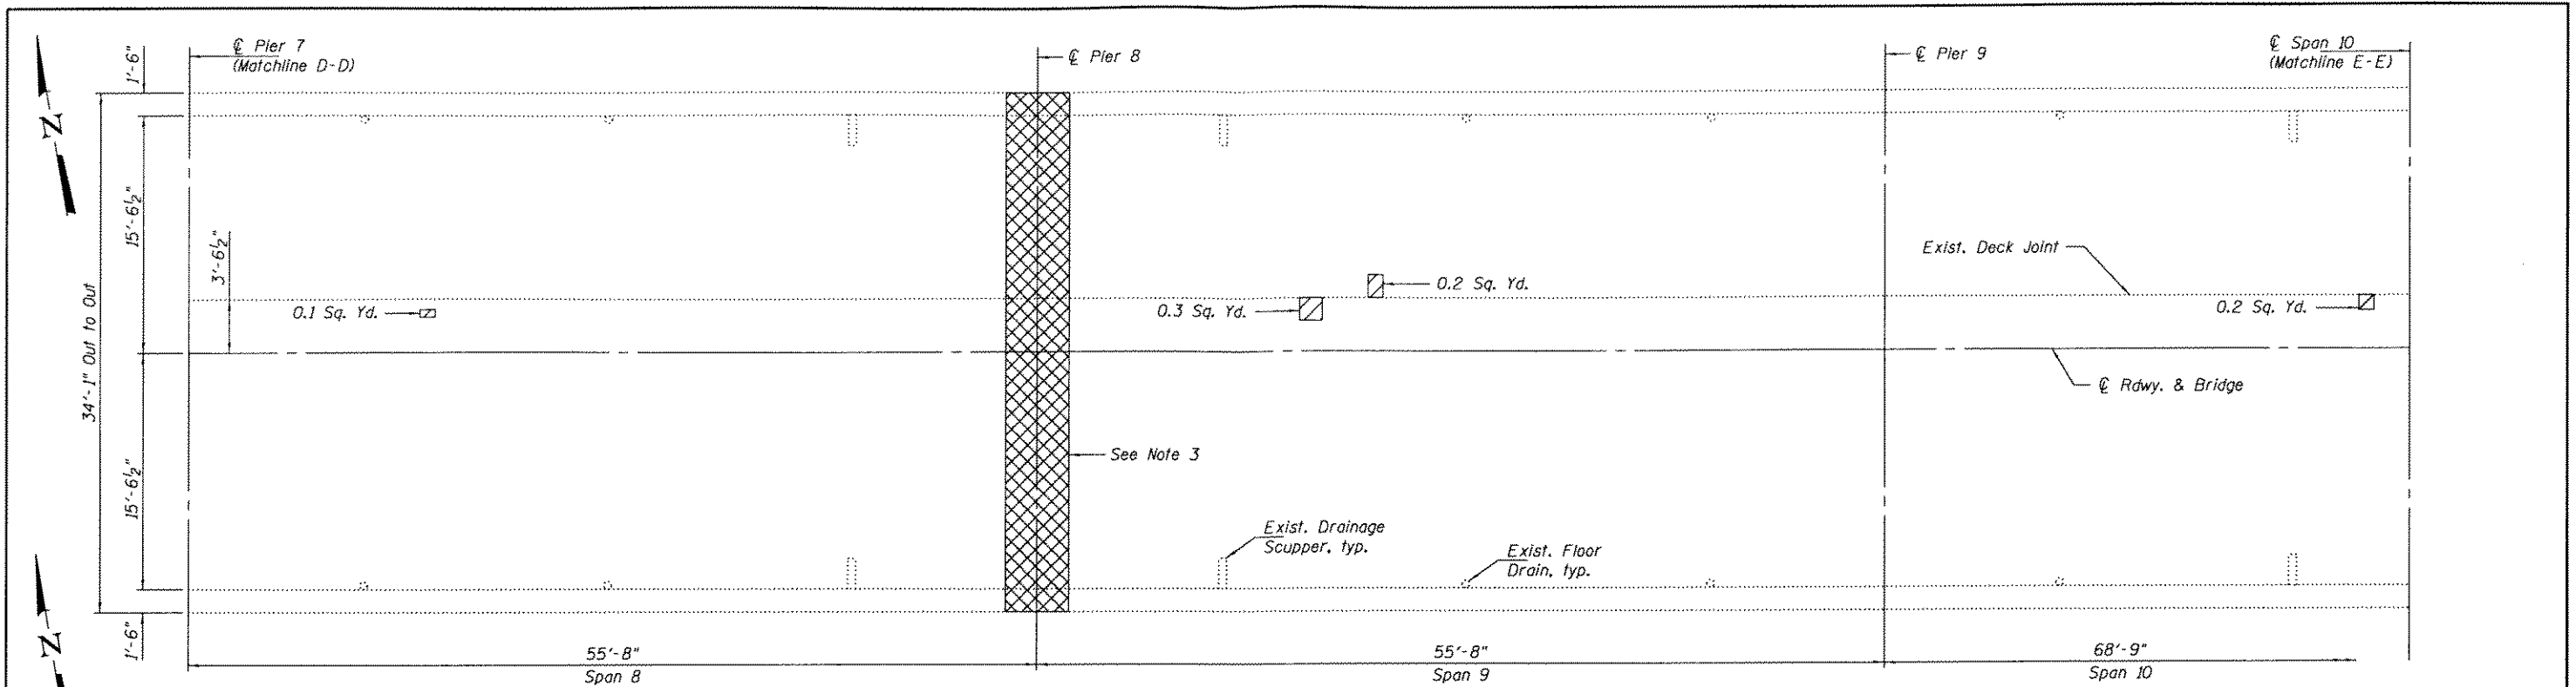 ℄ Pier 7
(Matchline D-D)
℄ Pier 8
℄ Pier 9
℄ Span 10
(Matchline E-E)
1'-6"
N
15'-6½"
3'-6½"
34'-1" Out to Out
Exist. Deck Joint
0.1 Sq. Yd.
0.2 Sq. Yd.
0.3 Sq. Yd.
0.2 Sq. Yd.
℄ Rdwy. & Bridge
See Note 3
15'-6½"
Exist. Drainage
Scupper, typ.
Exist. Floor
Drain, typ.
1'-6"
N
55'-8"
Span 8
55'-8"
Span 9
68'-9"
Span 10